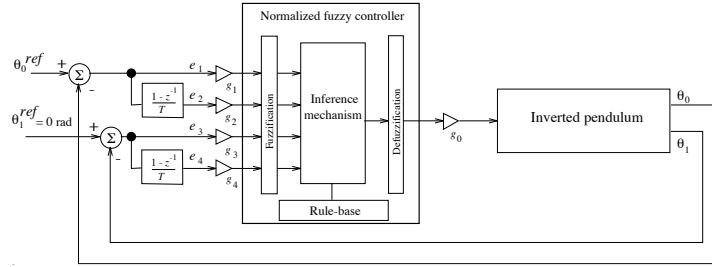 Normalized fuzzy controller
θ₀ʳᵉᶠ
+
Σ
-
e₁
g₁
1 - z⁻¹
T
e₂
g₂
θ₁ʳᵉᶠ = 0 rad
+
Σ
-
e₃
g₃
1 - z⁻¹
T
e₄
g₄
Fuzzification
Inference
mechanism
Rule-base
Defuzzification
g₀
Inverted pendulum
θ₀
θ₁